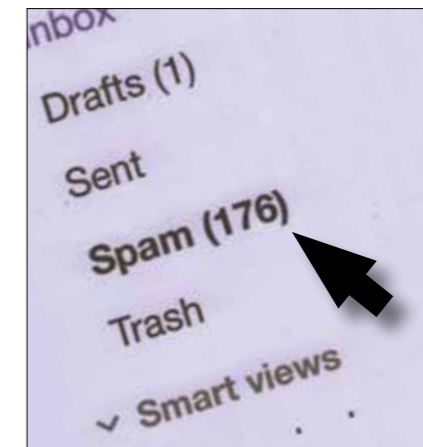 Inbox
Drafts (1)
Sent
Spam (176)
Trash
Smart views